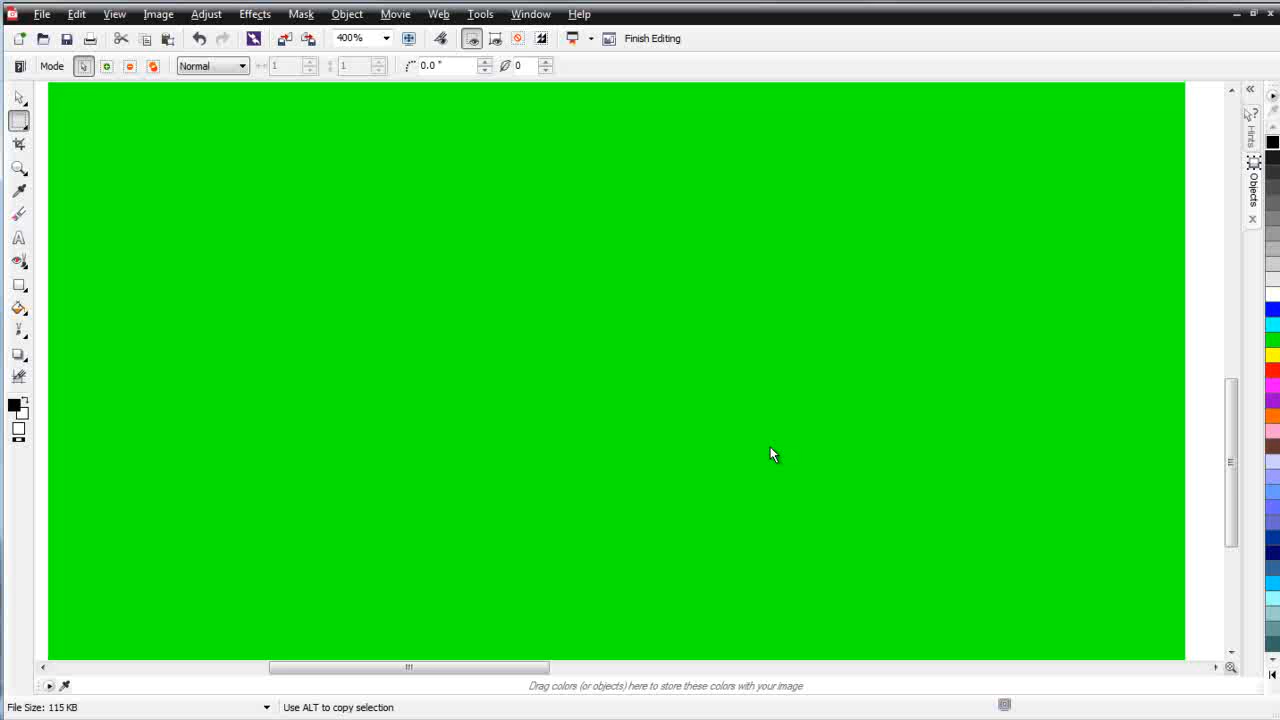 File Edit View Image Adjust Effects Mask Object Movie Web Tools Window Help
400% Finish Editing
Mode Normal 1 1 0.0 ° 0
Hints
Objects
Drag colors (or objects) here to store these colors with your image
File Size: 115 KB Use ALT to copy selection